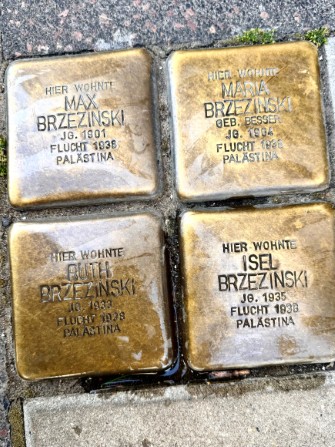 HIER WOHNTE
MAX
BRZEZINSKI
JG. 1901
FLUCHT 1938
PALÄSTINA
HIER WOHNTE
BRZEZINSKI
GEB. BESSER
JG. 1904
FLUCHT 1938
PALÄSTINA
HIER WOHNTE
RUTH
BRZEZINSKI
JG. 1933
FLUCHT 1938
PALÄSTINA
HIER WOHNTE
ISEL
BRZEZINSKI
JG. 1935
FLUCHT 1938
PALÄSTINA